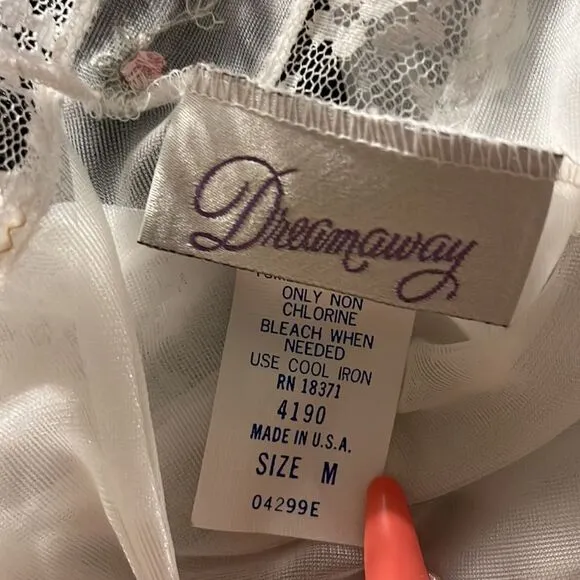 Dreamaway
ONLY NON
CHLORINE
BLEACH WHEN
NEEDED
USE COOL IRON
RN 18371
4190
MADE IN U.S.A.
SIZE M
04299E